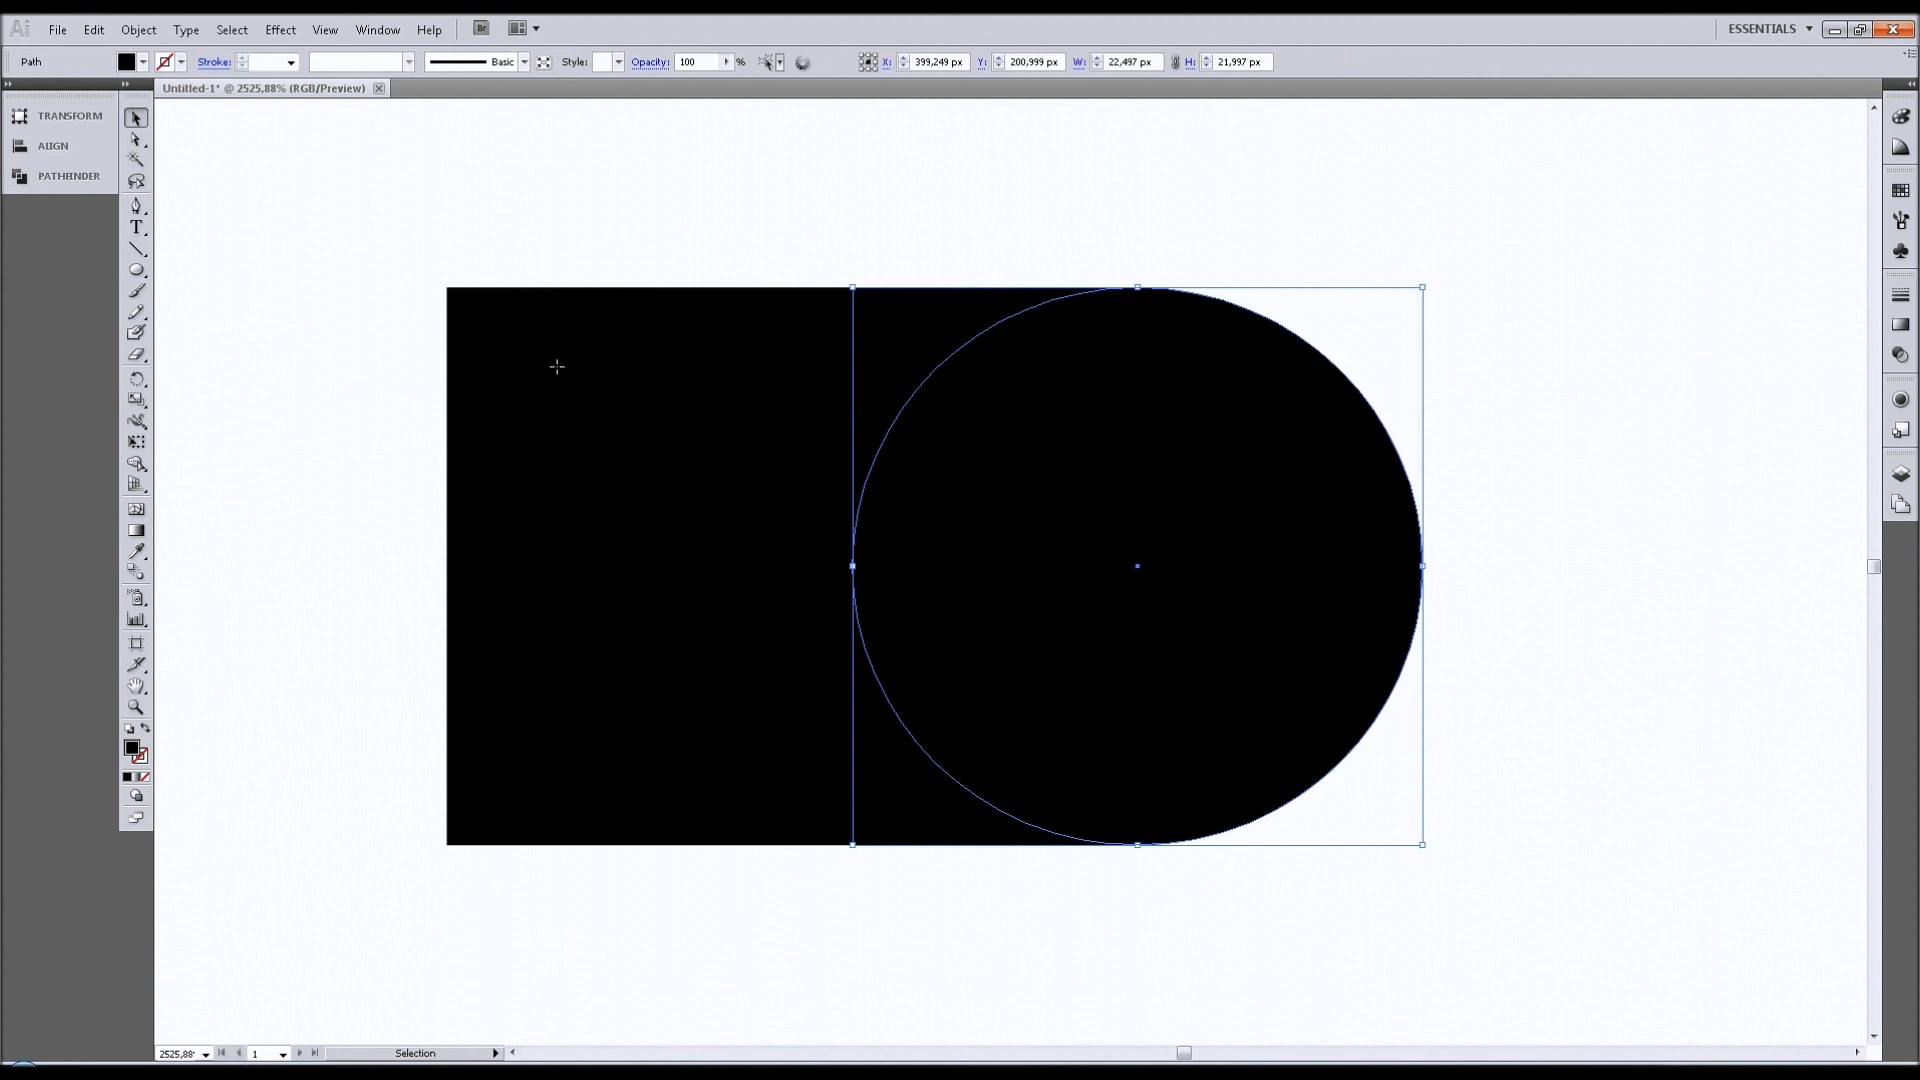 Ai File Edit Object Type Select Effect View Window Help Br ESSENTIALS
Path Stroke: Basic Style: Opacity: 100 % X: 399,249 px Y: 200,999 px W: 22,497 px H: 21,997 px
Untitled-1* @ 2525,88% (RGB/Preview)
TRANSFORM
ALIGN
PATHFINDER
T
2525,88 1 Selection